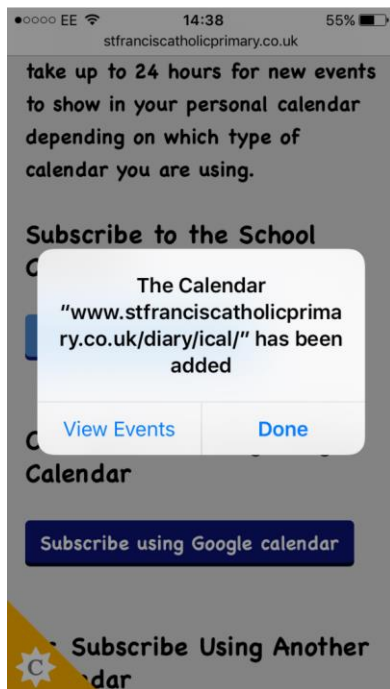 EE 14:38 55%
stfranciscatholicprimary.co.uk
take up to 24 hours for new events
to show in your personal calendar
depending on which type of
calendar you are using.
Subscribe to the School
C
The Calendar
"www.stfranciscatholicprima
ry.co.uk/diary/ical/" has been
added
View Events Done
Calendar
Subscribe using Google calendar
Subscribe Using Another
dar
C